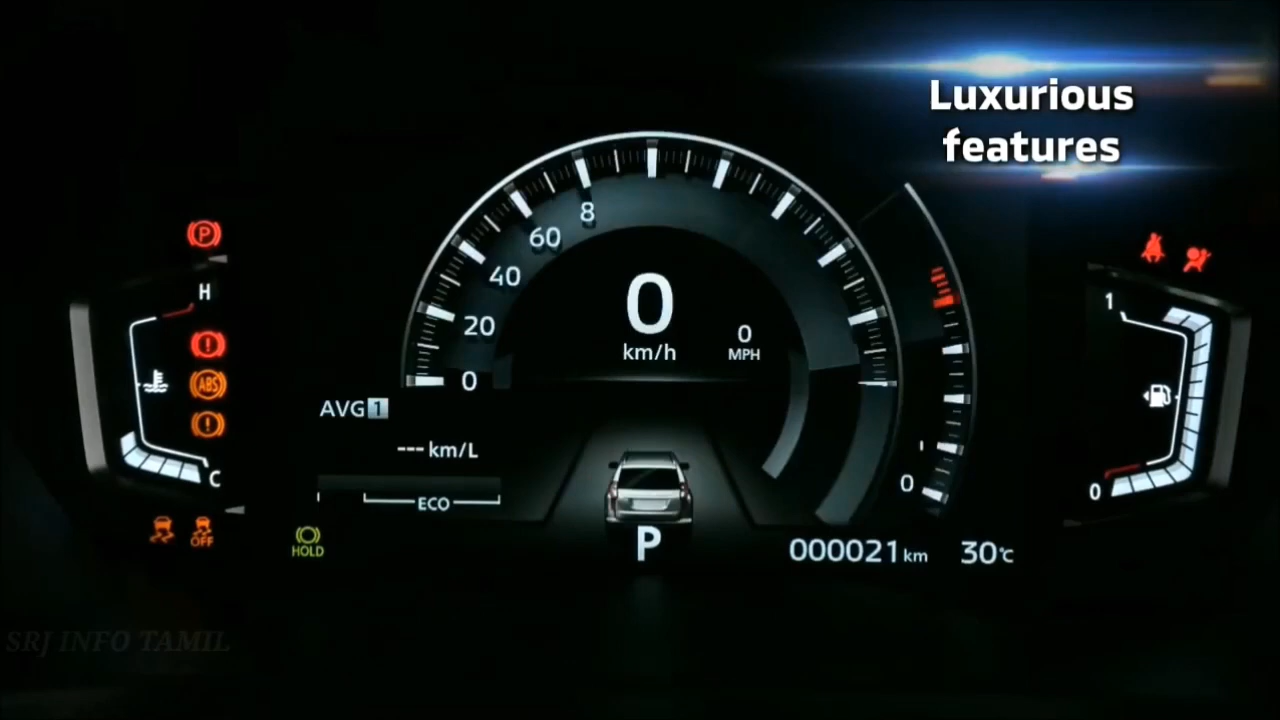 Luxurious
features
P
H
ABS
C
OFF
HOLD
8
60
40
20
0
0
km/h
0
MPH
AVG 1
--- km/L
ECO
P
000021 km
30°C
0
1
0
SRJ INFO TAMIL